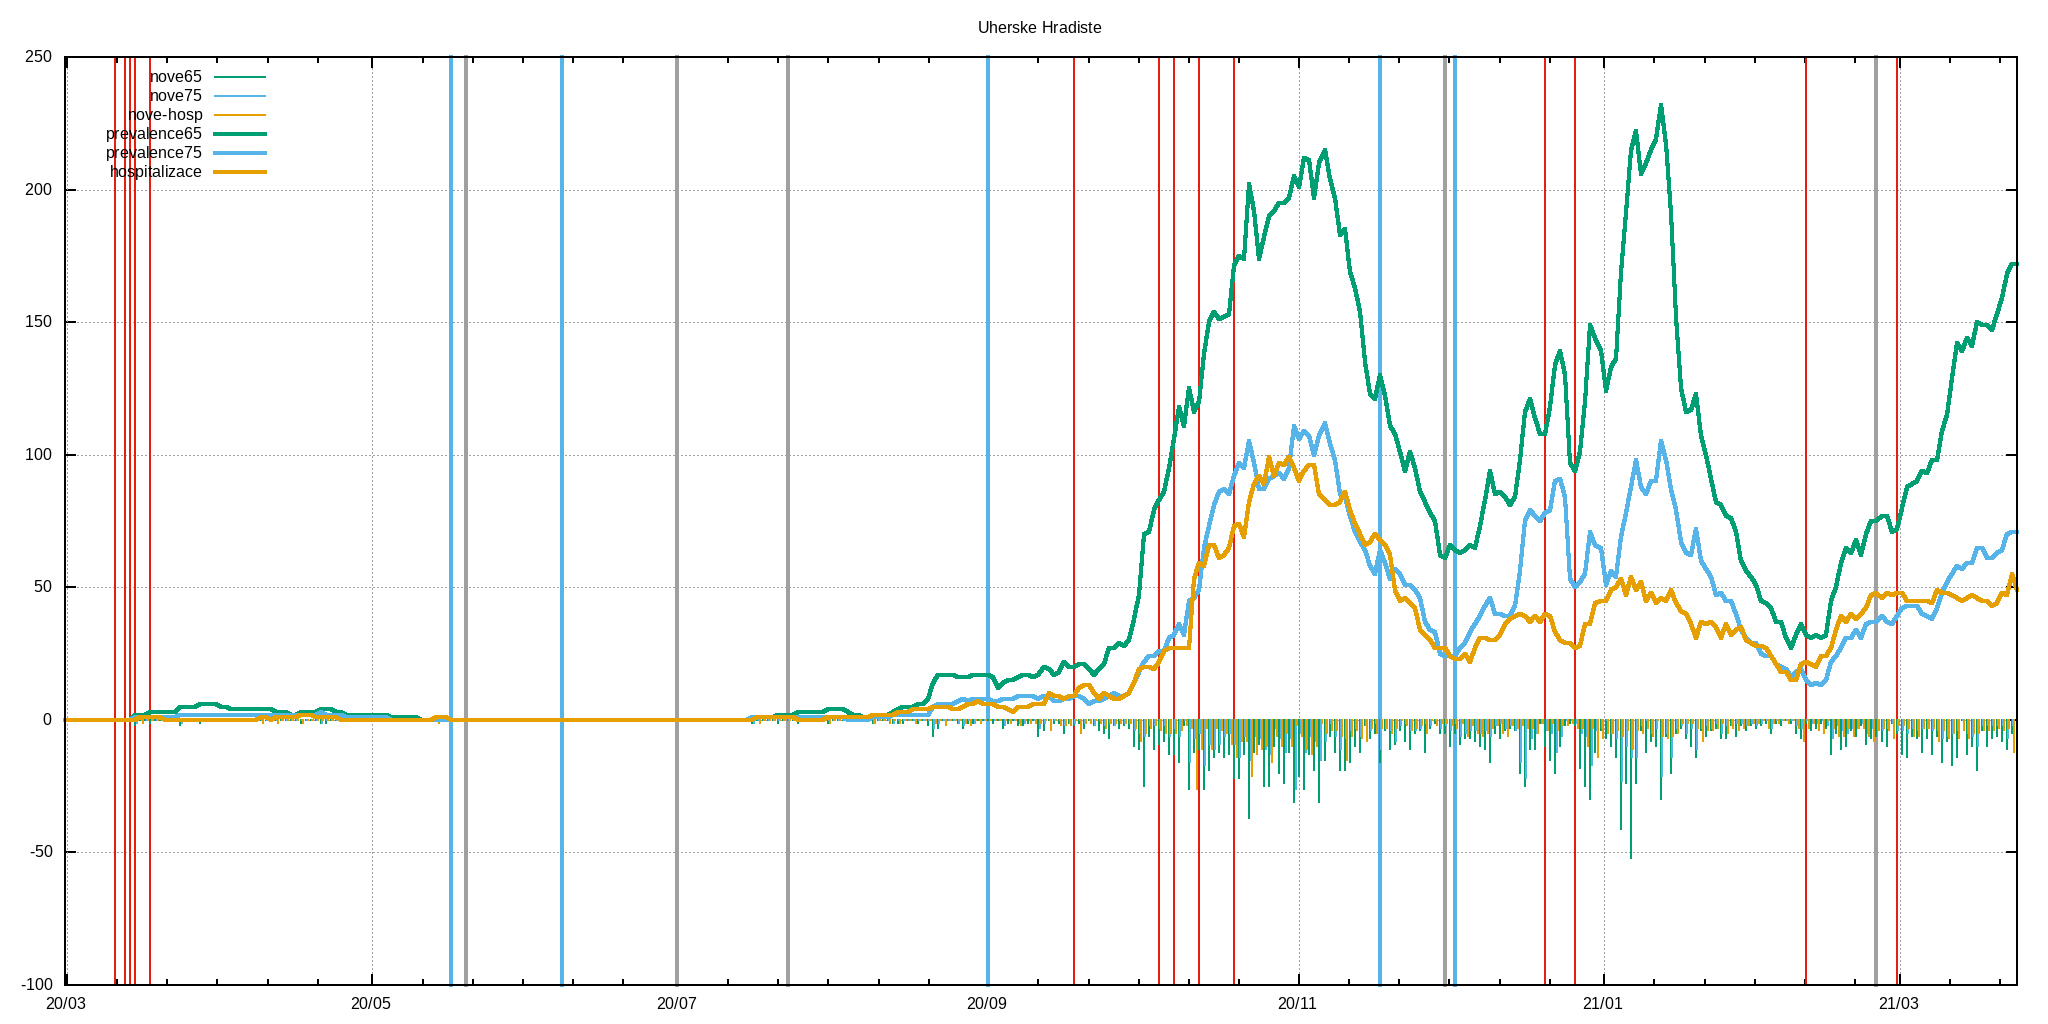 Uherske Hradiste
250
200
150
100
50
0
-50
-100
nove65
nove75
nove-hosp
prevalence65
prevalence75
hospitalizace
20/03 20/05 20/07 20/09 20/11 21/01 21/03